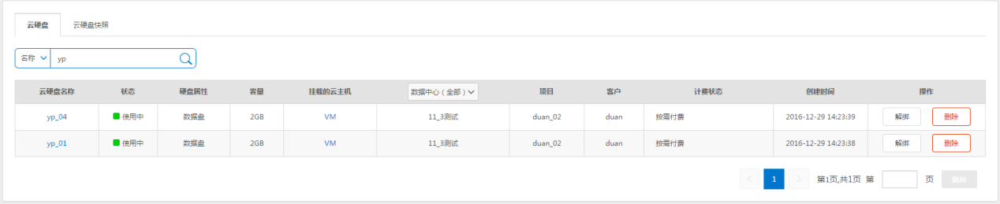 云硬盘 云硬盘快照
名称 yp
云硬盘名称 状态 硬盘属性 容量 挂载的云主机 数据中心（全部） 项目 客户 计费状态 创建时间 操作
yp_04 使用中 数据盘 2GB VM 11_3测试 duan_02 duan 按需付费 2016-12-29 14:23:39 解绑 删除
yp_01 使用中 数据盘 2GB VM 11_3测试 duan_02 duan 按需付费 2016-12-29 14:23:38 解绑 删除
< 1 > 第1页,共1页 第 页 跳转